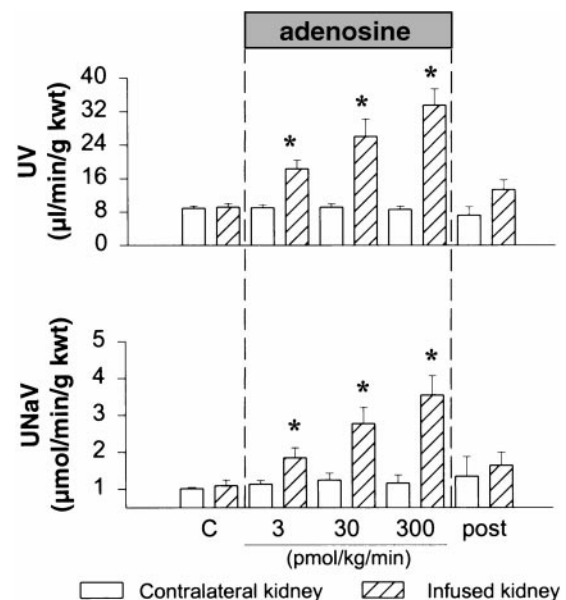 adenosine
UV
(µl/min/g kwt)
40
32
24
16
8
0
*
*
*
UNaV
(µmol/min/g kwt)
5
4
3
2
1
*
*
*
C 3 30 300 post
(pmol/kg/min)
Contralateral kidney Infused kidney